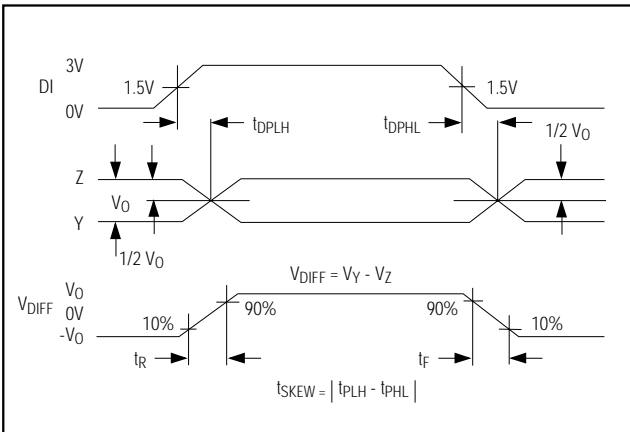 3V
DI
1.5V
1.5V
0V
tDPLH
tDPHL
1/2 VO
Z
VO
Y
1/2 VO
VDIFF = VY - VZ
VO
VDIFF 0V
-VO
10%
90%
90%
10%
tR
tF
tSKEW = | tPLH - tPHL |